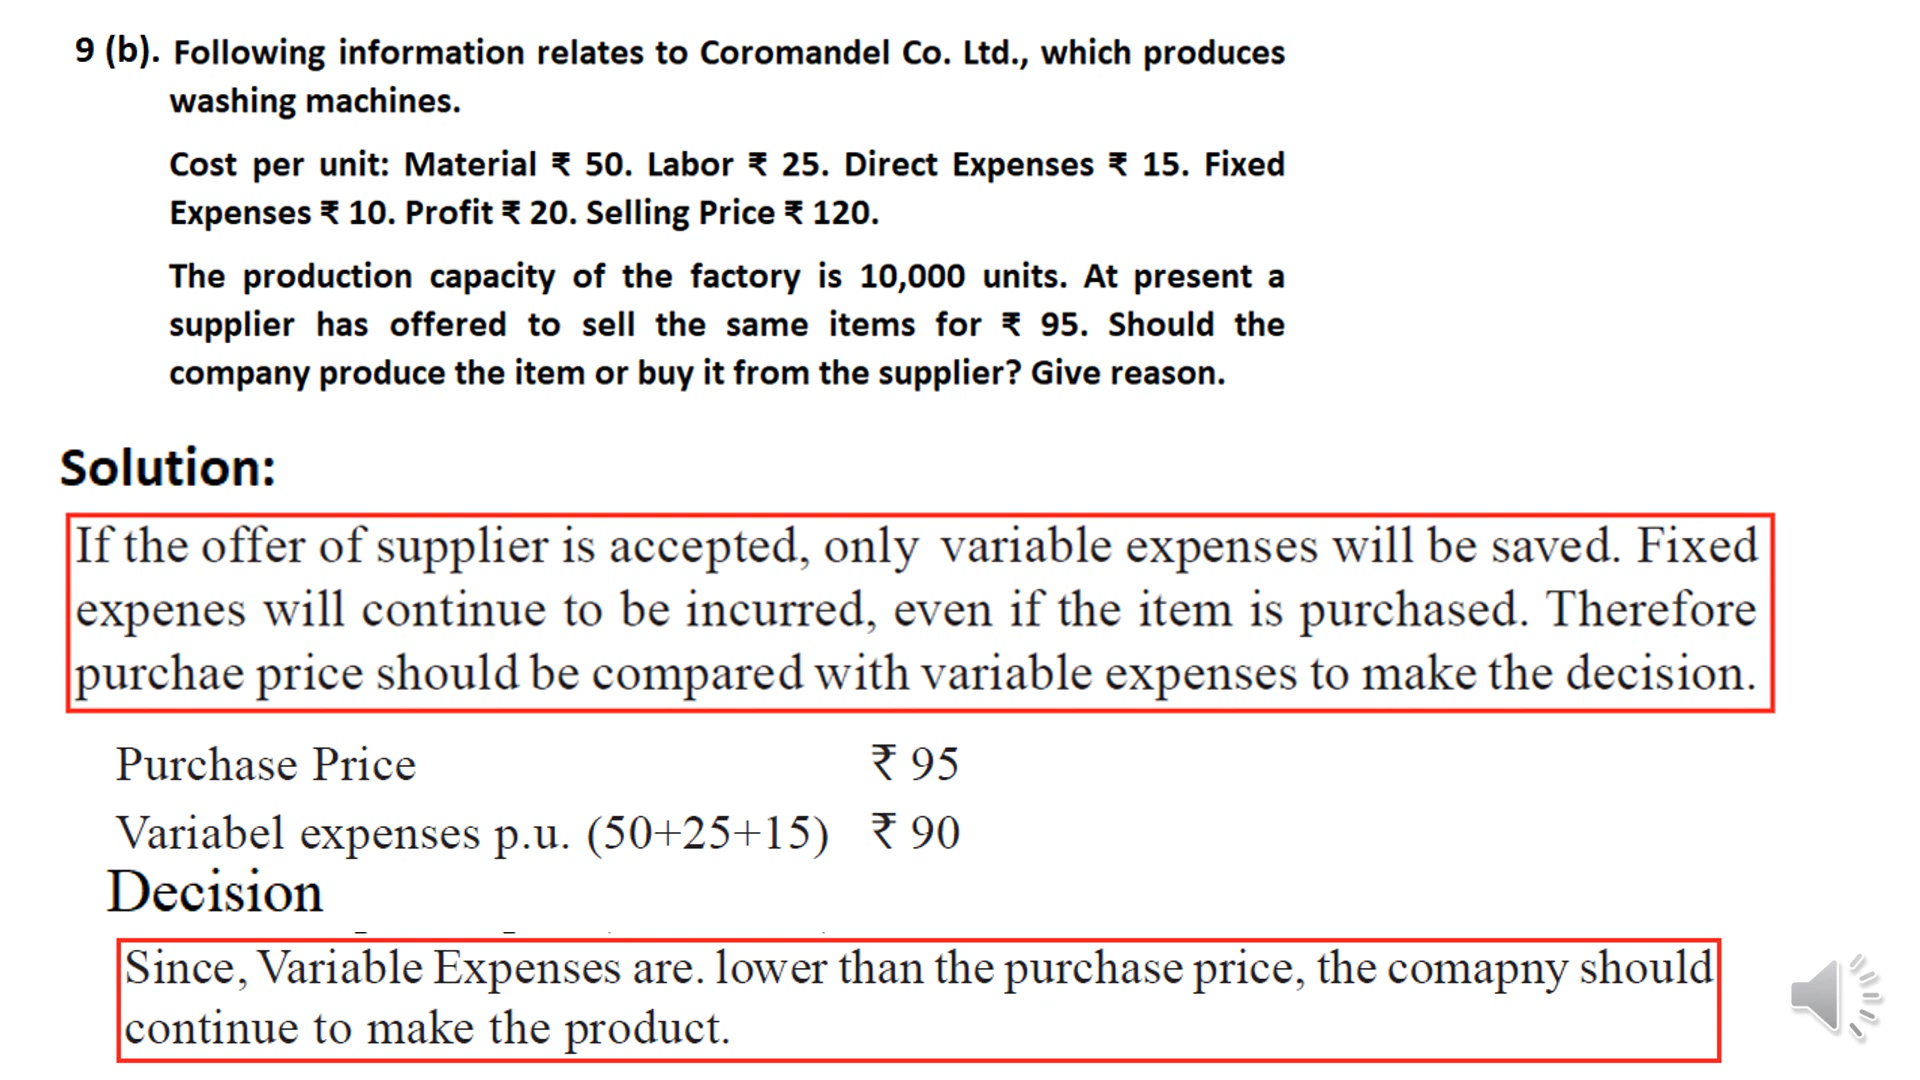 9 (b). Following information relates to Coromandel Co. Ltd., which produces
washing machines.
Cost per unit: Material ₹ 50. Labor ₹ 25. Direct Expenses ₹ 15. Fixed
Expenses ₹ 10. Profit ₹ 20. Selling Price ₹ 120.
The production capacity of the factory is 10,000 units. At present a
supplier has offered to sell the same items for ₹ 95. Should the
company produce the item or buy it from the supplier? Give reason.
Solution:
If the offer of supplier is accepted, only variable expenses will be saved. Fixed
expenes will continue to be incurred, even if the item is purchased. Therefore
purchae price should be compared with variable expenses to make the decision.
Purchase Price ₹ 95
Variabel expenses p.u. (50+25+15) ₹ 90
Decision
Since, Variable Expenses are. lower than the purchase price, the comapny should
continue to make the product.